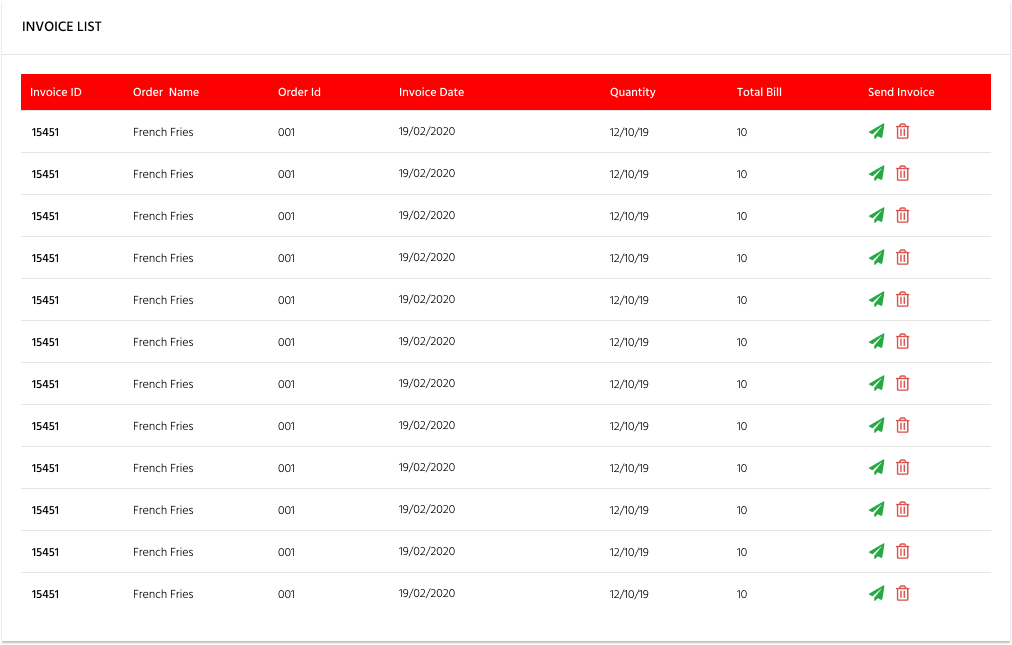 INVOICE LIST
Invoice ID Order Name Order Id Invoice Date Quantity Total Bill Send Invoice
15451 French Fries 001 19/02/2020 12/10/19 10
15451 French Fries 001 19/02/2020 12/10/19 10
15451 French Fries 001 19/02/2020 12/10/19 10
15451 French Fries 001 19/02/2020 12/10/19 10
15451 French Fries 001 19/02/2020 12/10/19 10
15451 French Fries 001 19/02/2020 12/10/19 10
15451 French Fries 001 19/02/2020 12/10/19 10
15451 French Fries 001 19/02/2020 12/10/19 10
15451 French Fries 001 19/02/2020 12/10/19 10
15451 French Fries 001 19/02/2020 12/10/19 10
15451 French Fries 001 19/02/2020 12/10/19 10
15451 French Fries 001 19/02/2020 12/10/19 10